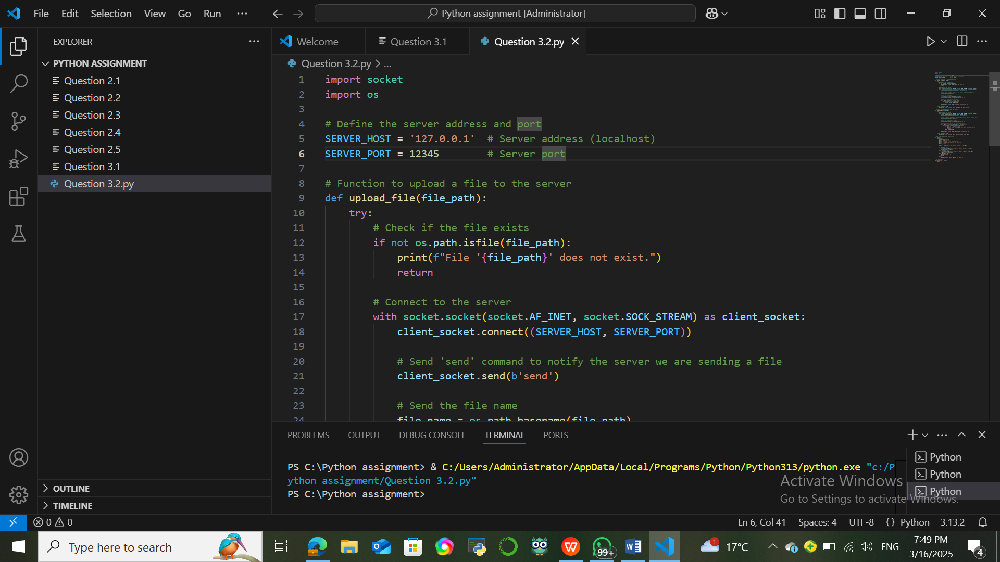 File Edit Selection View Go Run ···
Python assignment [Administrator]
EXPLORER
PYTHON ASSIGNMENT
Question 2.1
Question 2.2
Question 2.3
Question 2.4
Question 2.5
Question 3.1
Question 3.2.py
OUTLINE
TIMELINE
Welcome
Question 3.1
Question 3.2.py
Question 3.2.py > ...
1 import socket
2 import os
3
4 # Define the server address and port
5 SERVER_HOST = '127.0.0.1'  # Server address (localhost)
6 SERVER_PORT = 12345        # Server port
7
8 # Function to upload a file to the server
9 def upload_file(file_path):
10     try:
11         # Check if the file exists
12         if not os.path.isfile(file_path):
13             print(f"File '{file_path}' does not exist.")
14             return
15
16         # Connect to the server
17         with socket.socket(socket.AF_INET, socket.SOCK_STREAM) as client_socket:
18             client_socket.connect((SERVER_HOST, SERVER_PORT))
19
20             # Send 'send' command to notify the server we are sending a file
21             client_socket.send(b'send')
22
23             # Send the file name
24             file_name = os.path.basename(file_path)
PROBLEMS OUTPUT DEBUG CONSOLE TERMINAL PORTS
PS C:\Python assignment> & C:/Users/Administrator/AppData/Local/Programs/Python/Python313/python.exe "c:/P
ython assignment/Question 3.2.py"
PS C:\Python assignment>
Python
Python
Python
Activate Windows
Go to Settings to activate Windows.
0 0
Ln 6, Col 41 Spaces: 4 UTF-8 {} Python 3.13.2
Type here to search
99+
1
17°C
ENG
7:49 PM
3/16/2025
4